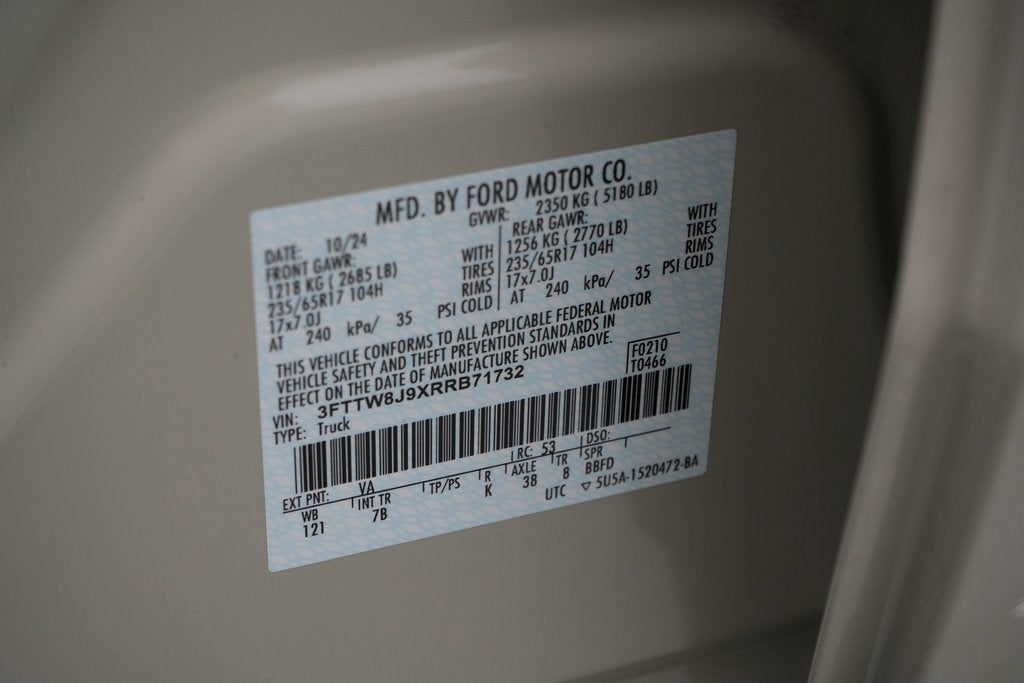 MFD. BY FORD MOTOR CO.
DATE: 10/24 GVWR: 2350 KG ( 5180 LB)
FRONT GAWR: REAR GAWR:
1218 KG ( 2685 LB) WITH 1256 KG ( 2770 LB) WITH
235/65R17 104H TIRES 235/65R17 104H TIRES
17x7.0J RIMS 17x7.0J RIMS
AT 240 kPa/ 35 PSI COLD AT 240 kPa/ 35 PSI COLD
THIS VEHICLE CONFORMS TO ALL APPLICABLE FEDERAL MOTOR
VEHICLE SAFETY AND THEFT PREVENTION STANDARDS IN
EFFECT ON THE DATE OF MANUFACTURE SHOWN ABOVE.
VIN: 3FTTW8J9XRRB71732 F0210
TYPE: Truck T0466
EXT PNT: VA RC: 53 DSO:
WB INT TR TP/PS R AXLE TR SPR
121 7B K 38 8 BBFD
UTC ▽ 5U5A-1520472-BA